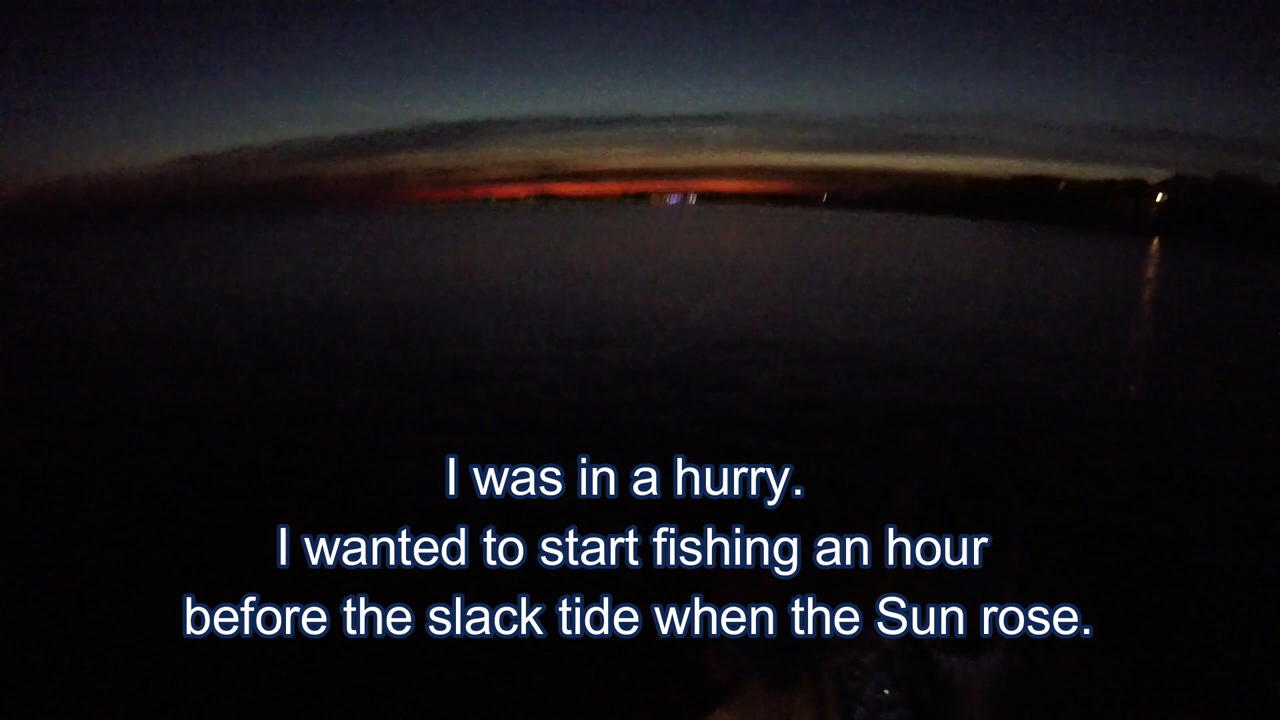 I was in a hurry.
I wanted to start fishing an hour
before the slack tide when the Sun rose.